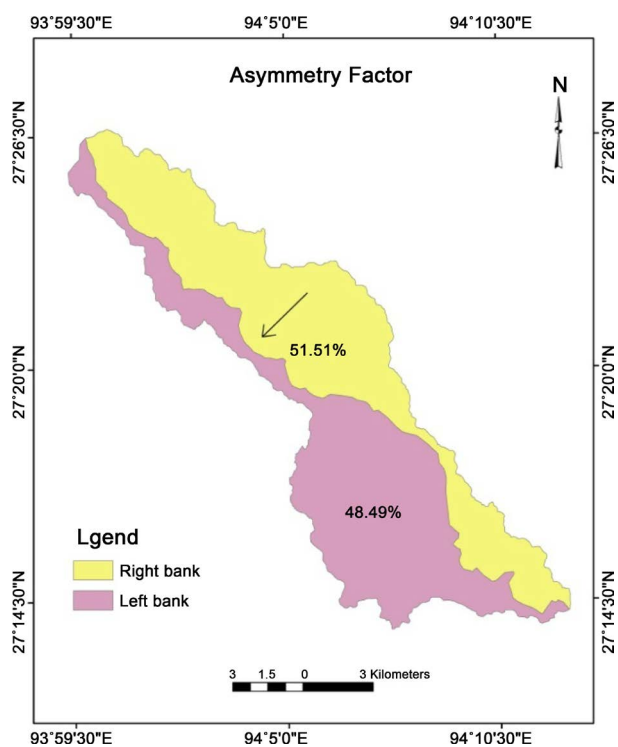 93°59'30"E 94°5'0"E 94°10'30"E
Asymmetry Factor
N
27°26'30"N 27°26'30"N
51.51%
27°20'0"N 27°20'0"N
48.49%
Lgend
Right bank
Left bank
27°14'30"N 27°14'30"N
3 1.5 0 3 Kilometers
93°59'30"E 94°5'0"E 94°10'30"E